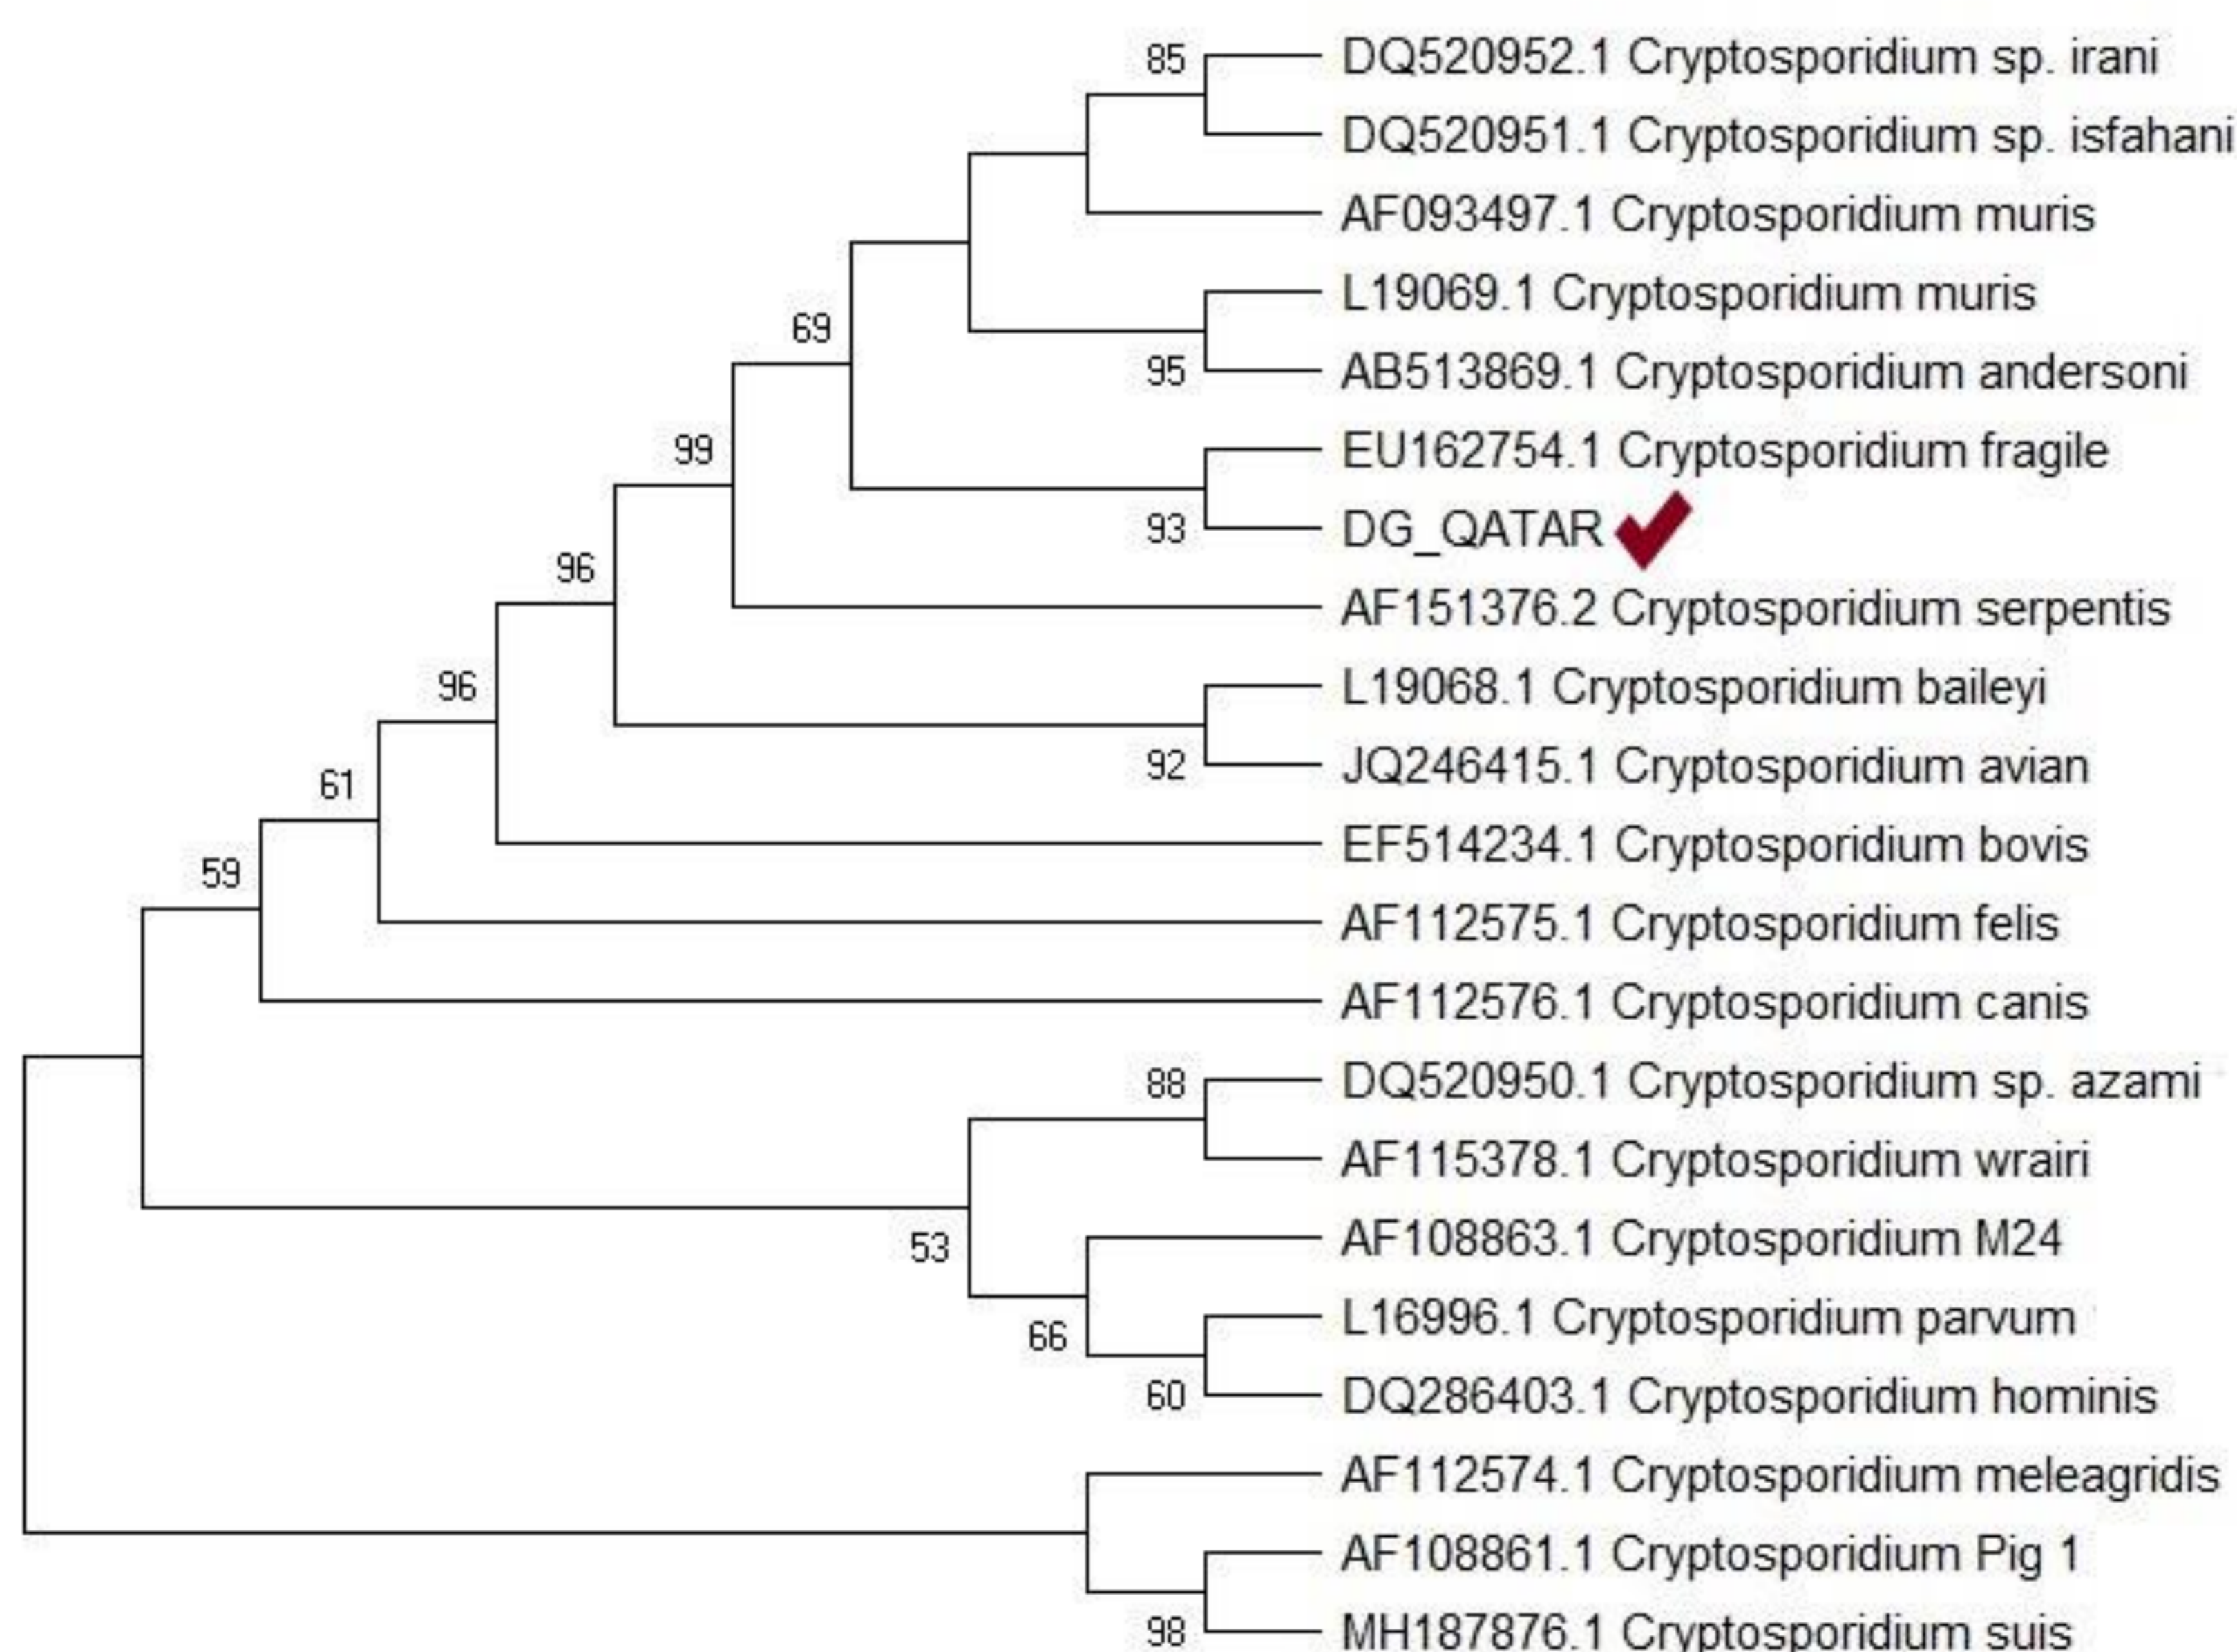 85
DQ520952.1 Cryptosporidium sp. irani
DQ520951.1 Cryptosporidium sp. isfahani
AF093497.1 Cryptosporidium muris
L19069.1 Cryptosporidium muris
69
95
AB513869.1 Cryptosporidium andersoni
99
EU162754.1 Cryptosporidium fragile
93
DG_QATAR
96
AF151376.2 Cryptosporidium serpentis
96
L19068.1 Cryptosporidium baileyi
92
JQ246415.1 Cryptosporidium avian
61
EF514234.1 Cryptosporidium bovis
59
AF112575.1 Cryptosporidium felis
AF112576.1 Cryptosporidium canis
88
DQ520950.1 Cryptosporidium sp. azami
AF115378.1 Cryptosporidium wrairi
53
AF108863.1 Cryptosporidium M24
L16996.1 Cryptosporidium parvum
66
60
DQ286403.1 Cryptosporidium hominis
AF112574.1 Cryptosporidium meleagridis
AF108861.1 Cryptosporidium Pig 1
98
MH187876.1 Cryptosporidium suis